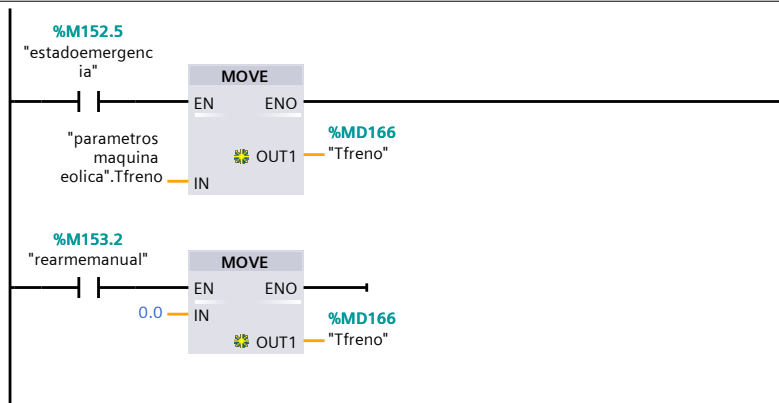 %M152.5
"estadoemergenc
ia"
MOVE
EN ENO
%MD166
"parametros
maquina
eolica".Tfreno
OUT1
"Tfreno"
IN
%M153.2
"rearmemanual"
MOVE
EN ENO
0.0
IN
%MD166
OUT1
"Tfreno"